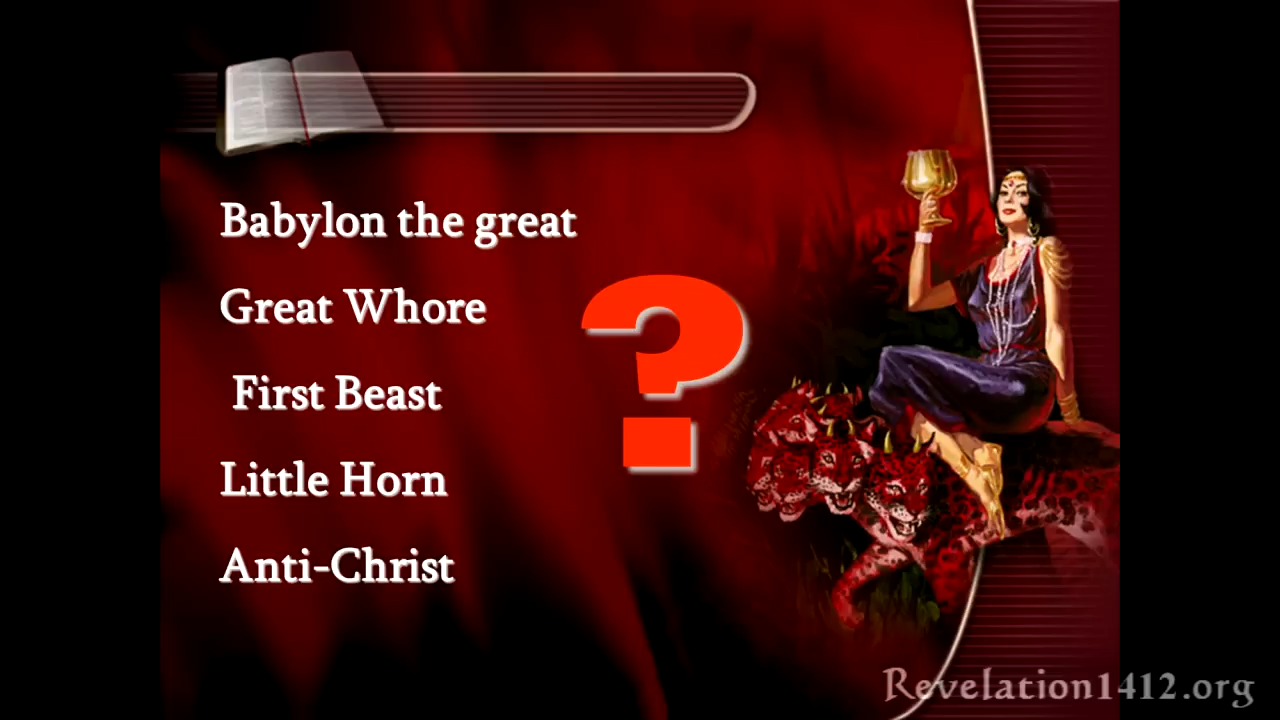 Babylon the great
Great Whore
First Beast
Little Horn
Anti-Christ
?
Revelation1412.org